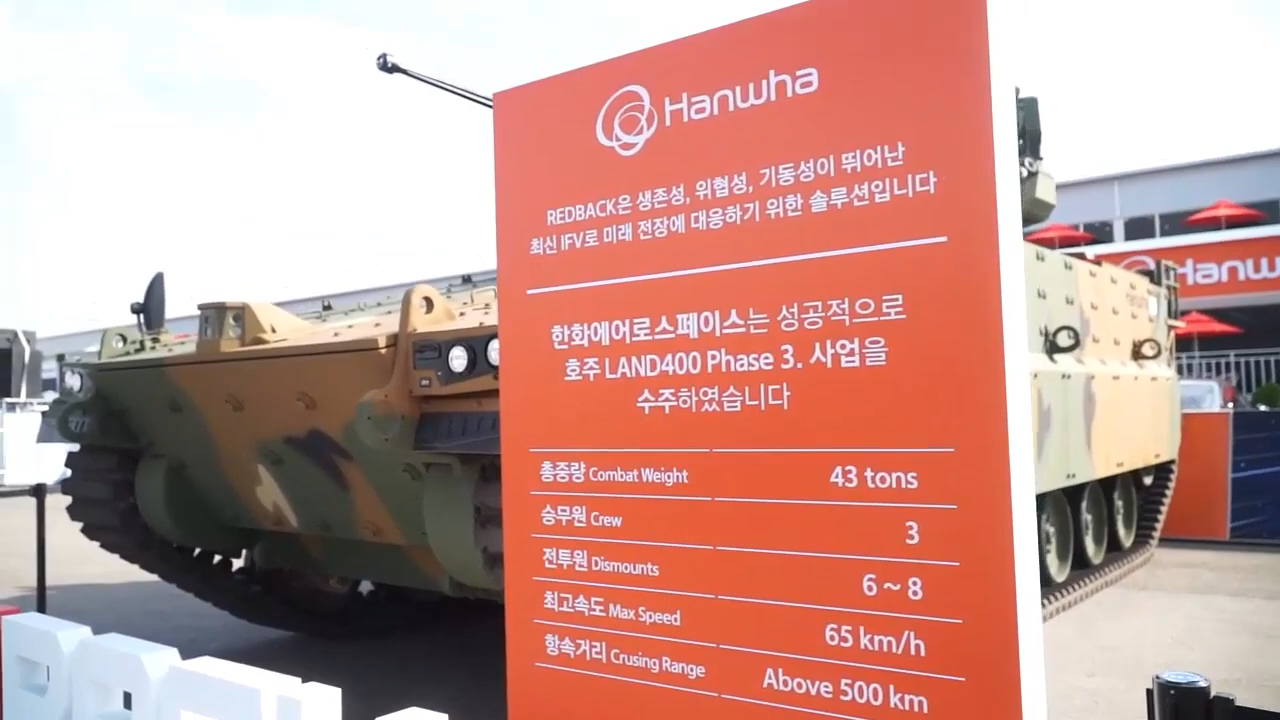 Hanwha
REDBACK은 생존성, 위협성, 기동성이 뛰어난
최신 IFV로 미래 전장에 대응하기 위한 솔루션입니다
한화에어로스페이스는 성공적으로
호주 LAND400 Phase 3. 사업을
수주하였습니다
총중량 Combat Weight 43 tons
승무원 Crew 3
전투원 Dismounts 6 ~ 8
최고속도 Max Speed 65 km/h
항속거리 Crusing Range Above 500 km
Hanw